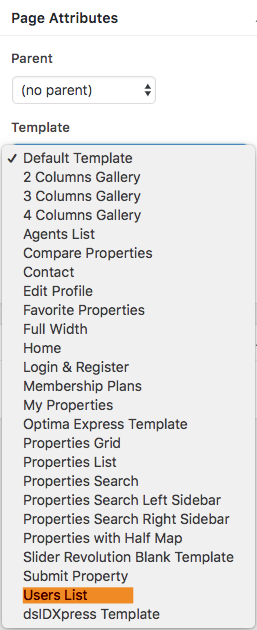 Page Attributes
Parent
(no parent)
Template
✓ Default Template
2 Columns Gallery
3 Columns Gallery
4 Columns Gallery
Agents List
Compare Properties
Contact
Edit Profile
Favorite Properties
Full Width
Home
Login & Register
Membership Plans
My Properties
Optima Express Template
Properties Grid
Properties List
Properties Search
Properties Search Left Sidebar
Properties Search Right Sidebar
Properties with Half Map
Slider Revolution Blank Template
Submit Property
Users List
dsIDXpress Template